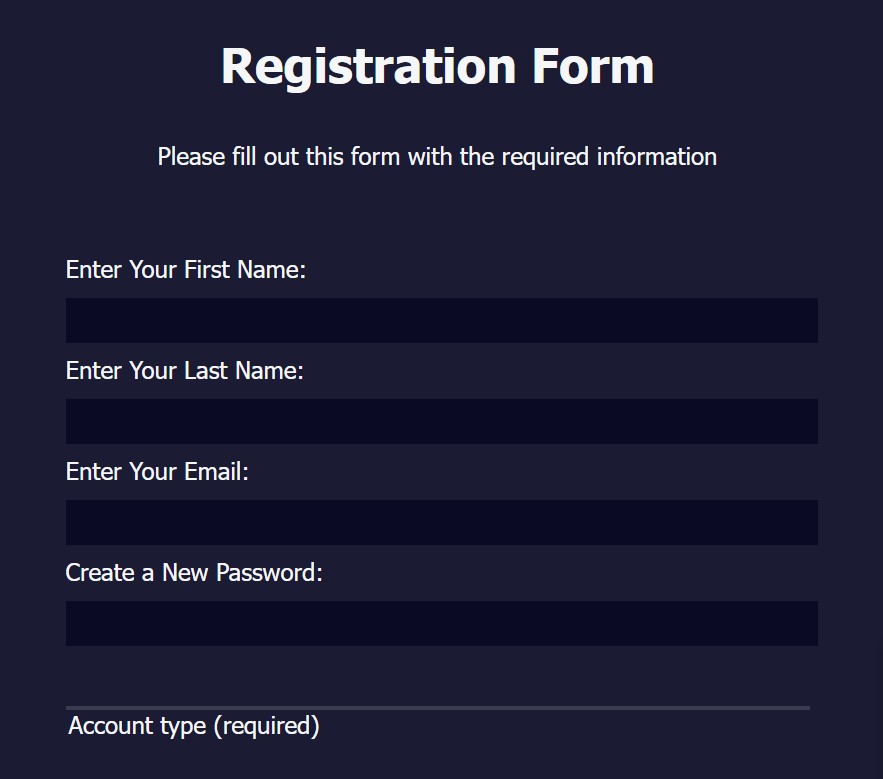 Registration Form
Please fill out this form with the required information
Enter Your First Name:
Enter Your Last Name:
Enter Your Email:
Create a New Password:
Account type (required)